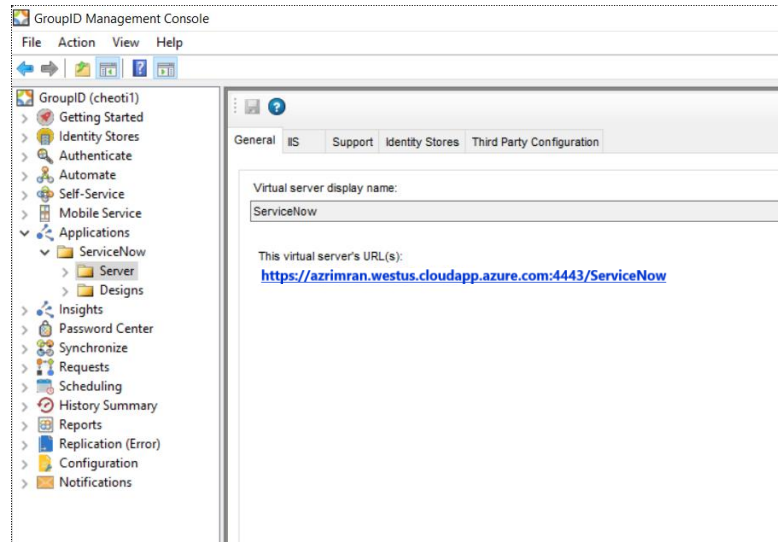 GroupID Management Console
File Action View Help
GroupID (cheoti1)
Getting Started
Identity Stores
Authenticate
Automate
Self-Service
Mobile Service
Applications
ServiceNow
Server
Designs
Insights
Password Center
Synchronize
Requests
Scheduling
History Summary
Reports
Replication (Error)
Configuration
Notifications
General IIS Support Identity Stores Third Party Configuration
Virtual server display name:
ServiceNow
This virtual server's URL(s):
https://azrimran.westus.cloudapp.azure.com:4443/ServiceNow